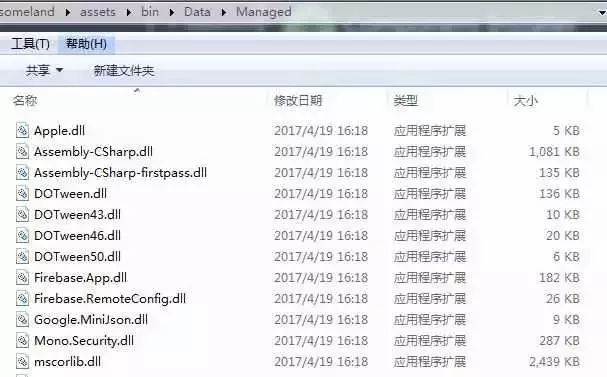 someland ▸ assets ▸ bin ▸ Data ▸ Managed
工具(T) 帮助(H)
共享 新建文件夹
名称 修改日期 类型 大小
Apple.dll 2017/4/19 16:18 应用程序扩展 5 KB
Assembly-CSharp.dll 2017/4/19 16:18 应用程序扩展 1,081 KB
Assembly-CSharp-firstpass.dll 2017/4/19 16:18 应用程序扩展 135 KB
DOTween.dll 2017/4/19 16:18 应用程序扩展 136 KB
DOTween43.dll 2017/4/19 16:18 应用程序扩展 10 KB
DOTween46.dll 2017/4/19 16:18 应用程序扩展 20 KB
DOTween50.dll 2017/4/19 16:18 应用程序扩展 6 KB
Firebase.App.dll 2017/4/19 16:18 应用程序扩展 182 KB
Firebase.RemoteConfig.dll 2017/4/19 16:18 应用程序扩展 26 KB
Google.MiniJson.dll 2017/4/19 16:18 应用程序扩展 9 KB
Mono.Security.dll 2017/4/19 16:18 应用程序扩展 287 KB
mscorlib.dll 2017/4/19 16:18 应用程序扩展 2,439 KB